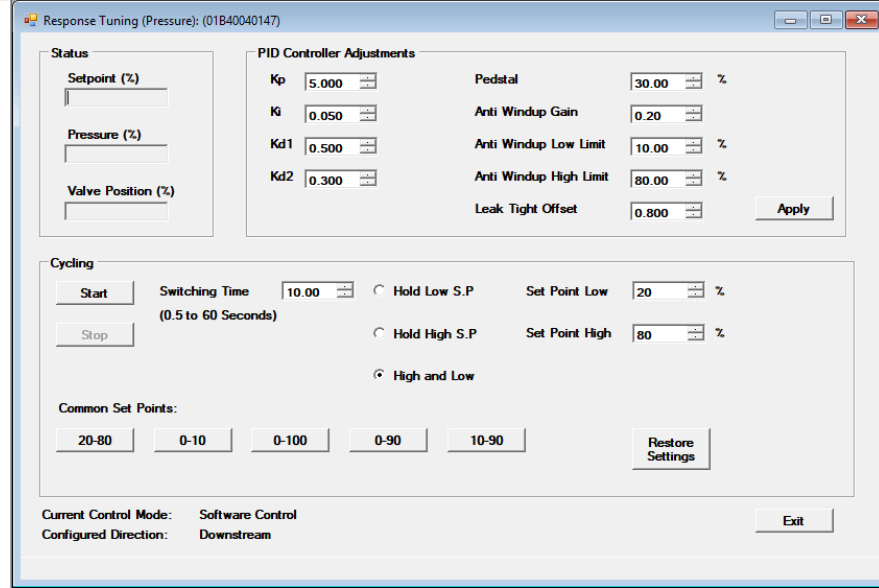 Response Tuning (Pressure): (01B40040147)
Status
Setpoint (%)
Pressure (%)
Valve Position (%)
PID Controller Adjustments
Kp 5.000
Ki 0.050
Kd1 0.500
Kd2 0.300
Pedstal 30.00 %
Anti Windup Gain 0.20
Anti Windup Low Limit 10.00 %
Anti Windup High Limit 80.00 %
Leak Tight Offset 0.800
Apply
Cycling
Start Switching Time 10.00 Hold Low S.P Set Point Low 20 %
(0.5 to 60 Seconds)
Stop Hold High S.P Set Point High 80 %
High and Low
Common Set Points:
20-80 0-10 0-100 0-90 10-90
Restore
Settings
Current Control Mode: Software Control
Configured Direction: Downstream
Exit